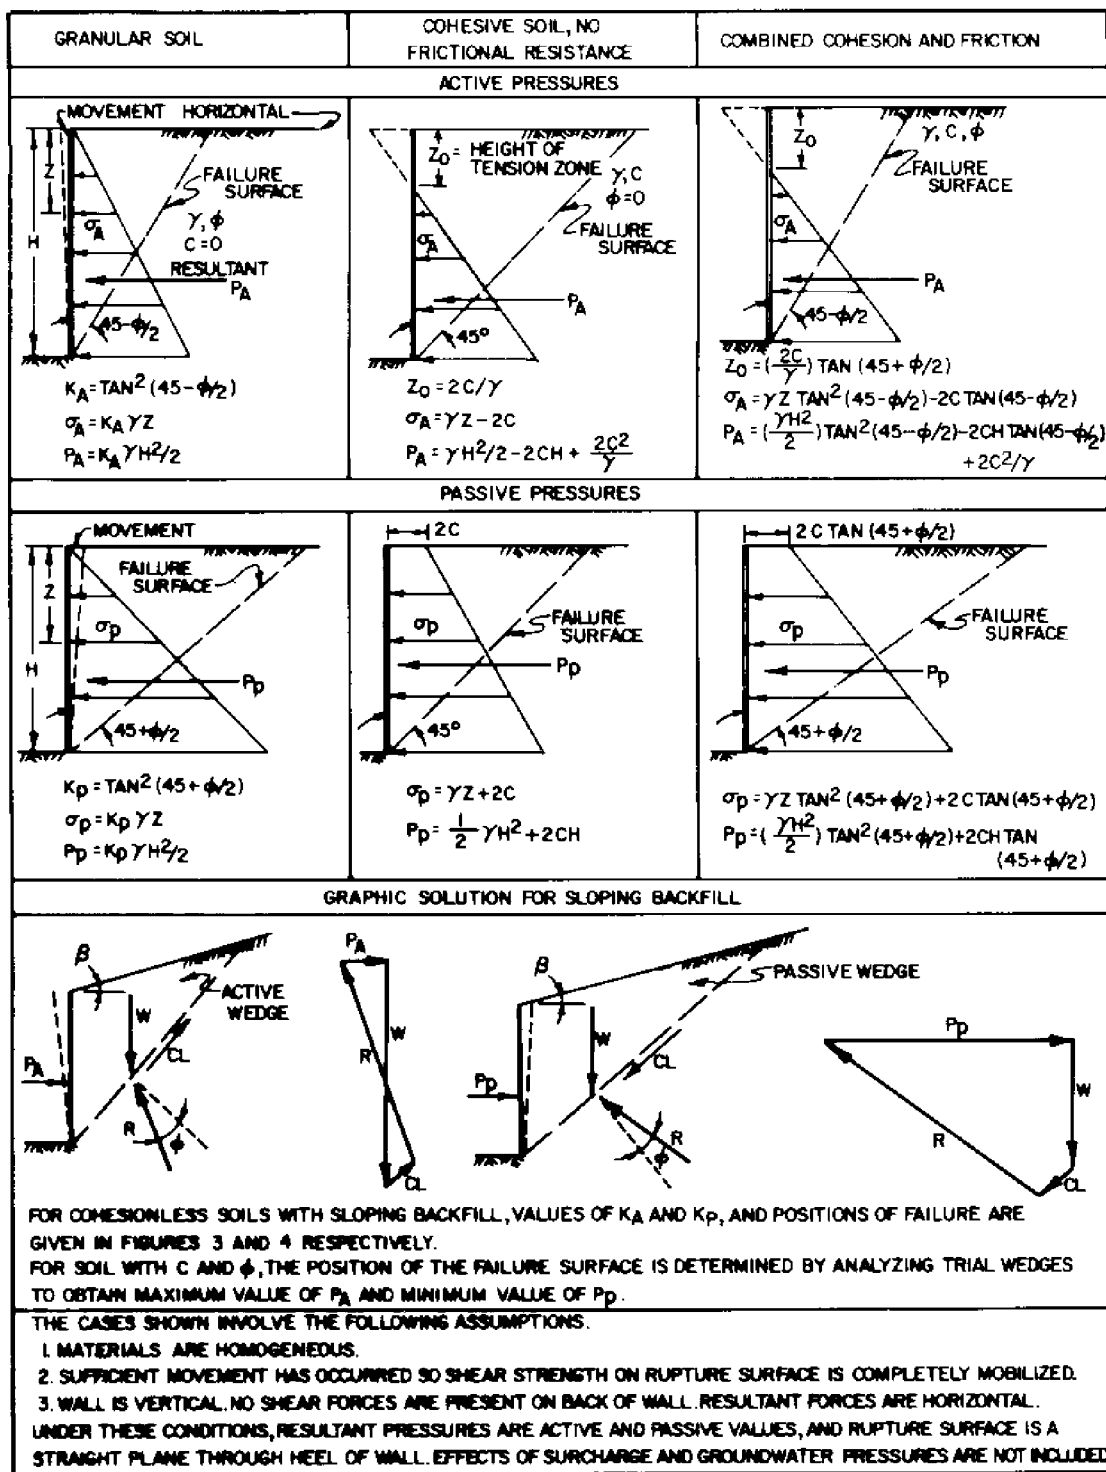 GRANULAR SOIL
COHESIVE SOIL, NO
FRICTIONAL RESISTANCE
COMBINED COHESION AND FRICTION
ACTIVE PRESSURES
MOVEMENT HORIZONTAL
Z
H
FAILURE
SURFACE
γ, ϕ
C=0
σA
RESULTANT
PA
45-ϕ/2
KA=TAN²(45-ϕ/2)
σA=KA γZ
PA=KA γH²/2
Z₀= HEIGHT OF
TENSION ZONE
γ, C
ϕ=0
FAILURE
SURFACE
σA
PA
45°
Z₀=2C/γ
σA=γZ-2C
PA=γH²/2-2CH+ 2C²/γ
Z₀
γ, C, ϕ
FAILURE
SURFACE
σA
PA
45-ϕ/2
Z₀=(2C/γ) TAN (45+ϕ/2)
σA=γZ TAN²(45-ϕ/2)-2C TAN(45-ϕ/2)
PA=(γH²/2)TAN²(45-ϕ/2)-2CH TAN(45-ϕ/2)
+2C²/γ
PASSIVE PRESSURES
MOVEMENT
Z
H
FAILURE
SURFACE
σp
Pp
45+ϕ/2
Kp=TAN²(45+ϕ/2)
σp=Kp γZ
Pp=Kp γH²/2
2C
σp
FAILURE
SURFACE
Pp
45°
σp=γZ+2C
Pp= 1/2 γH²+2CH
2C TAN (45+ϕ/2)
σp
FAILURE
SURFACE
Pp
45+ϕ/2
σp=γZ TAN²(45+ϕ/2)+2C TAN(45+ϕ/2)
Pp=(γH²/2) TAN²(45+ϕ/2)+2CH TAN
(45+ϕ/2)
GRAPHIC SOLUTION FOR SLOPING BACKFILL
β
ACTIVE
WEDGE
W
CL
PA
R
ϕ
PA
W
R
CL
β
PASSIVE WEDGE
W
CL
Pp
R
ϕ
Pp
W
R
CL
FOR COHESIONLESS SOILS WITH SLOPING BACKFILL, VALUES OF KA AND Kp, AND POSITIONS OF FAILURE ARE
GIVEN IN FIGURES 3 AND 4 RESPECTIVELY.
FOR SOIL WITH C AND ϕ, THE POSITION OF THE FAILURE SURFACE IS DETERMINED BY ANALYZING TRIAL WEDGES
TO OBTAIN MAXIMUM VALUE OF PA AND MINIMUM VALUE OF Pp.
THE CASES SHOWN INVOLVE THE FOLLOWING ASSUMPTIONS.
1. MATERIALS ARE HOMOGENEOUS.
2. SUFFICIENT MOVEMENT HAS OCCURRED SO SHEAR STRENGTH ON RUPTURE SURFACE IS COMPLETELY MOBILIZED.
3. WALL IS VERTICAL. NO SHEAR FORCES ARE PRESENT ON BACK OF WALL. RESULTANT FORCES ARE HORIZONTAL.
UNDER THESE CONDITIONS, RESULTANT PRESSURES ARE ACTIVE AND PASSIVE VALUES, AND RUPTURE SURFACE IS A
STRAIGHT PLANE THROUGH HEEL OF WALL. EFFECTS OF SURCHARGE AND GROUNDWATER PRESSURES ARE NOT INCLUDED